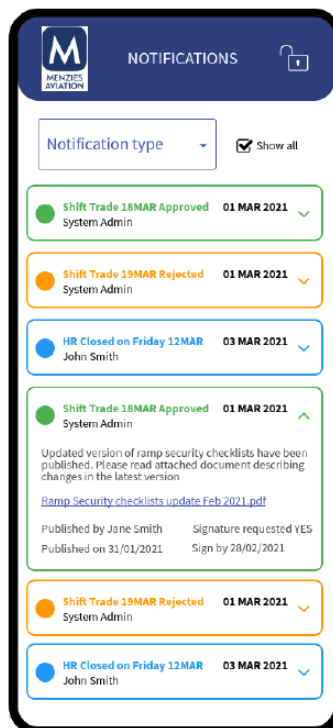 M
MENZIES
AVIATION
NOTIFICATIONS
Notification type
Show all
Shift Trade 18MAR Approved 01 MAR 2021
System Admin
Shift Trade 19MAR Rejected 01 MAR 2021
System Admin
HR Closed on Friday 12MAR 03 MAR 2021
John Smith
Shift Trade 18MAR Approved 01 MAR 2021
System Admin
Updated version of ramp security checklists have been
published. Please read attached document describing
changes in the latest version
Ramp Security checklists update Feb 2021.pdf
Published by Jane Smith Signature requested YES
Published on 31/01/2021 Sign by 28/02/2021
Shift Trade 19MAR Rejected 01 MAR 2021
System Admin
HR Closed on Friday 12MAR 03 MAR 2021
John Smith